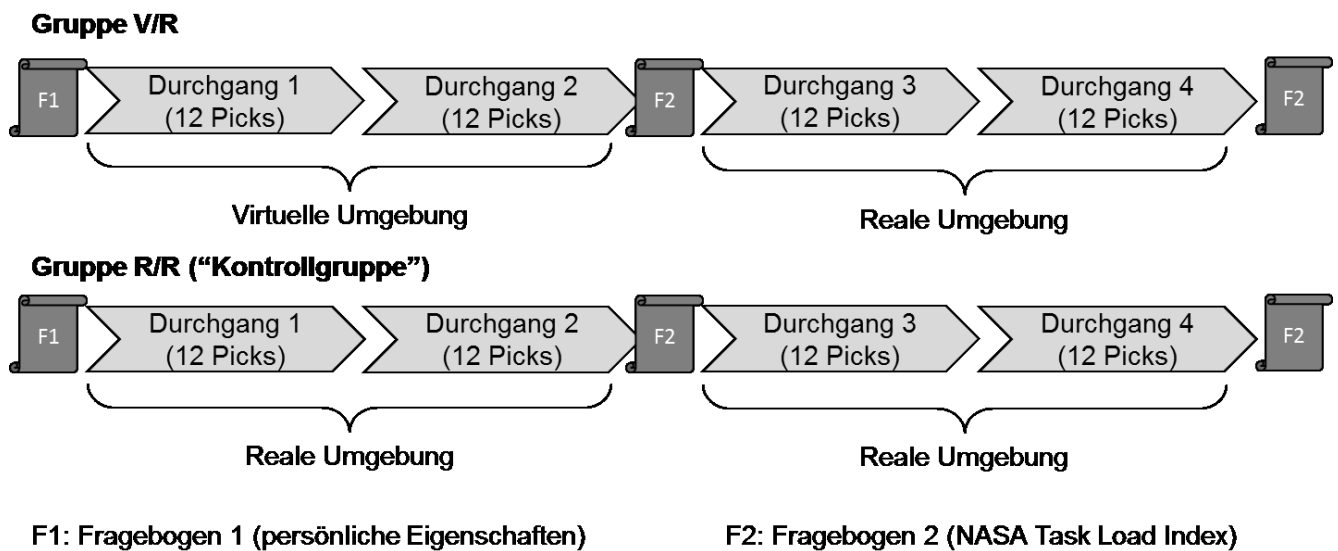 Gruppe V/R
F1
Durchgang 1
(12 Picks)
Durchgang 2
(12 Picks)
F2
Durchgang 3
(12 Picks)
Durchgang 4
(12 Picks)
F2
Virtuelle Umgebung
Reale Umgebung
Gruppe R/R (“Kontrollgruppe”)
F1
Durchgang 1
(12 Picks)
Durchgang 2
(12 Picks)
F2
Durchgang 3
(12 Picks)
Durchgang 4
(12 Picks)
F2
Reale Umgebung
Reale Umgebung
F1: Fragebogen 1 (persönliche Eigenschaften)
F2: Fragebogen 2 (NASA Task Load Index)